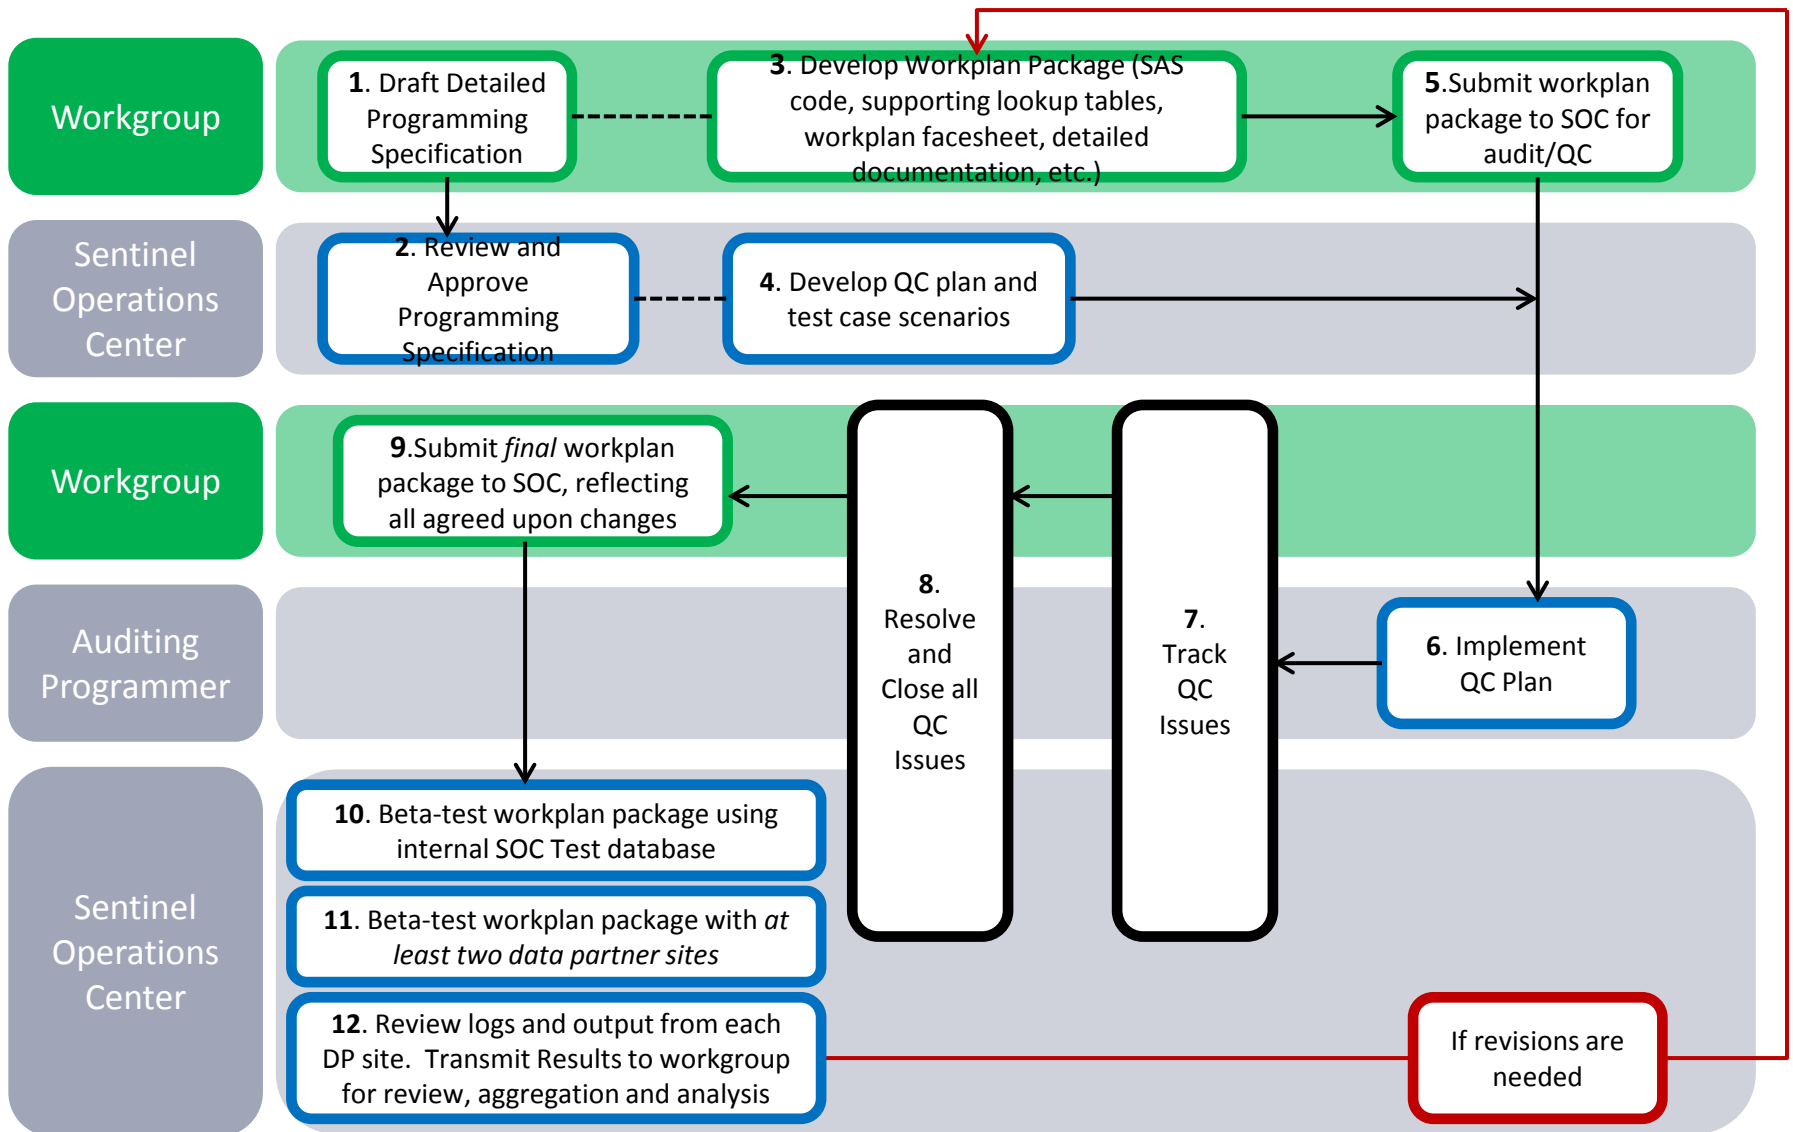 Workgroup
1. Draft Detailed
Programming
Specification
3. Develop Workplan Package (SAS
code, supporting lookup tables,
workplan facesheet, detailed
documentation, etc.)
5.Submit workplan
package to SOC for
audit/QC
Sentinel
Operations
Center
2. Review and
Approve
Programming
Specification
4. Develop QC plan and
test case scenarios
Workgroup
9.Submit final workplan
package to SOC, reflecting
all agreed upon changes
8.
Resolve
and
Close all
QC
Issues
7.
Track
QC
Issues
Auditing
Programmer
6. Implement
QC Plan
Sentinel
Operations
Center
10. Beta-test workplan package using
internal SOC Test database
11. Beta-test workplan package with at
least two data partner sites
12. Review logs and output from each
DP site.  Transmit Results to workgroup
for review, aggregation and analysis
If revisions are
needed